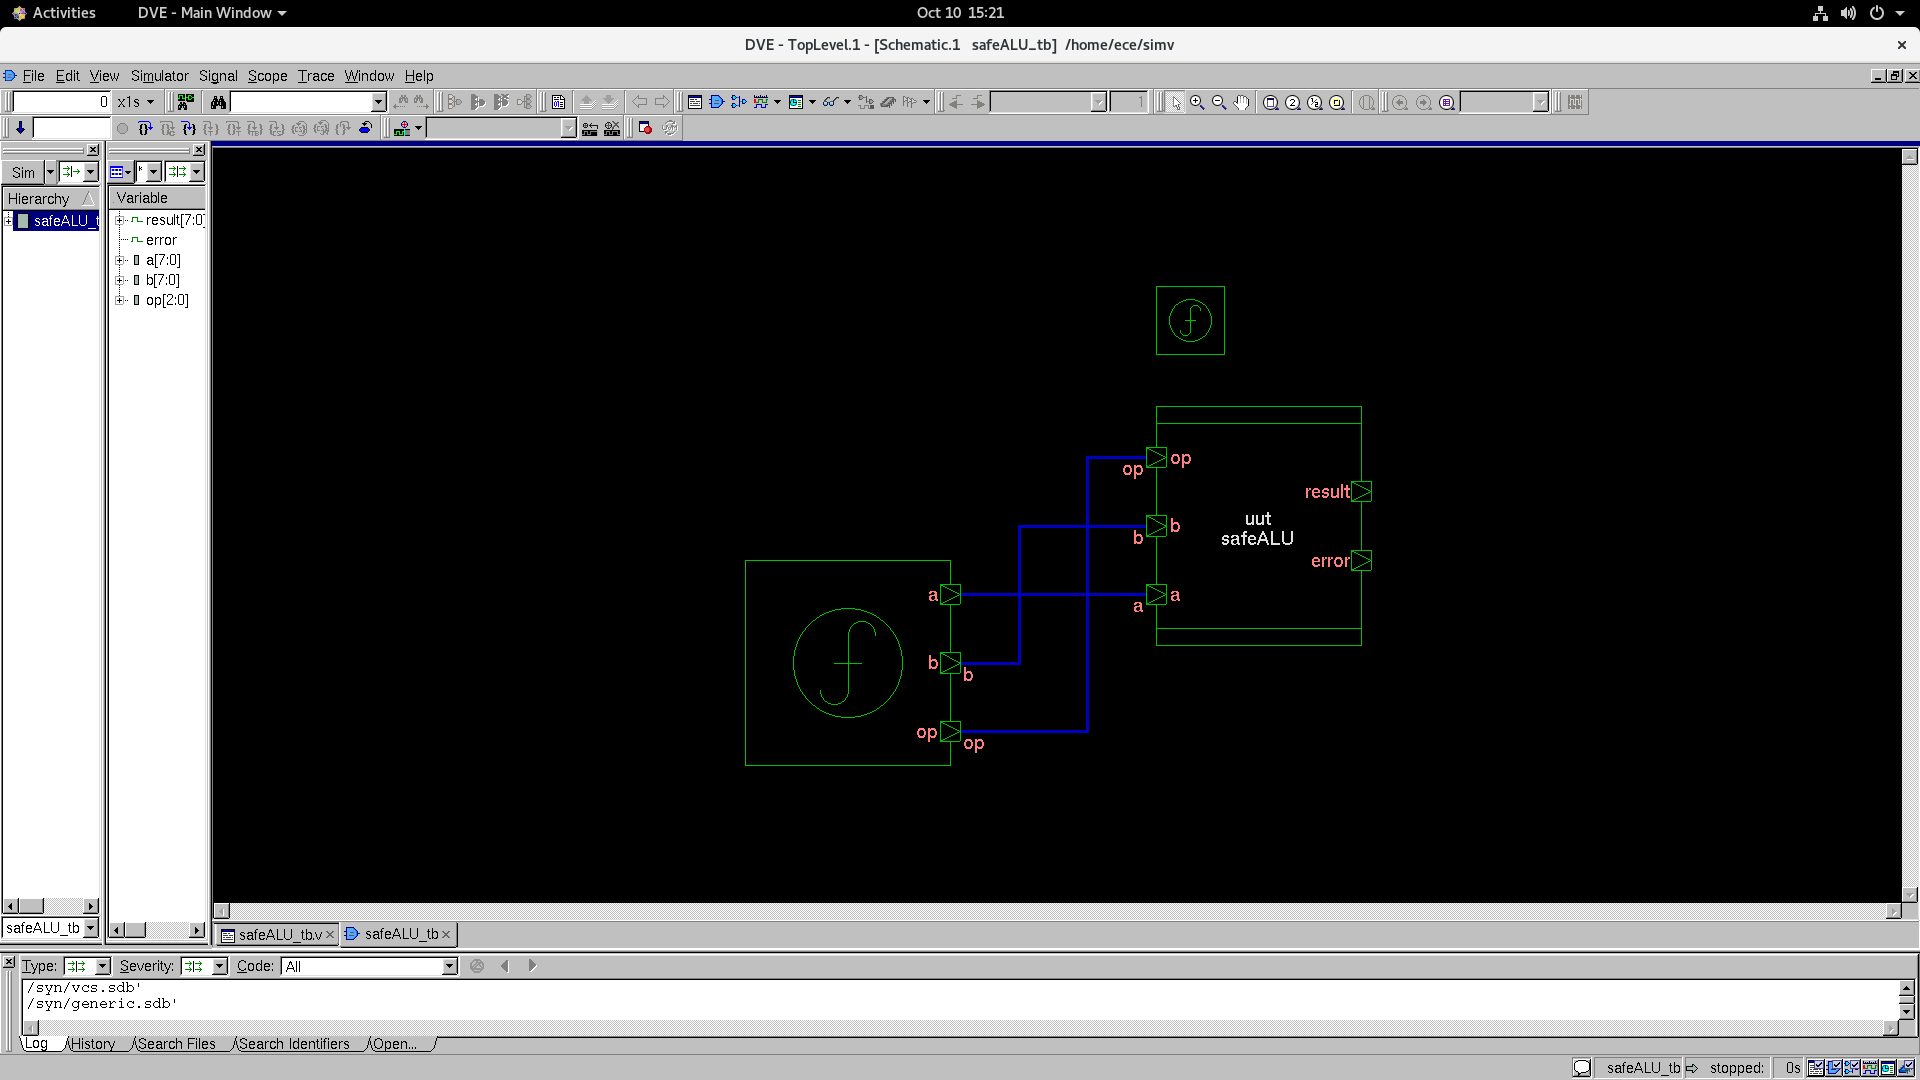 Activities DVE - Main Window Oct 10 15:21
DVE - TopLevel.1 - [Schematic.1 safeALU_tb] /home/ece/simv
File Edit View Simulator Signal Scope Trace Window Help
0 x1s 1
Sim *
Hierarchy Variable
safeALU_t result[7:0]
error
a[7:0]
b[7:0]
op[2:0]
op op
result
b b
uut
safeALU
error
a a a
b b
op op
safeALU_tb safeALU_tb.v safeALU_tb
Type: Severity: Code: All
/syn/vcs.sdb'
/syn/generic.sdb'
Log History Search Files Search Identifiers Open...
safeALU_tb stopped: 0s